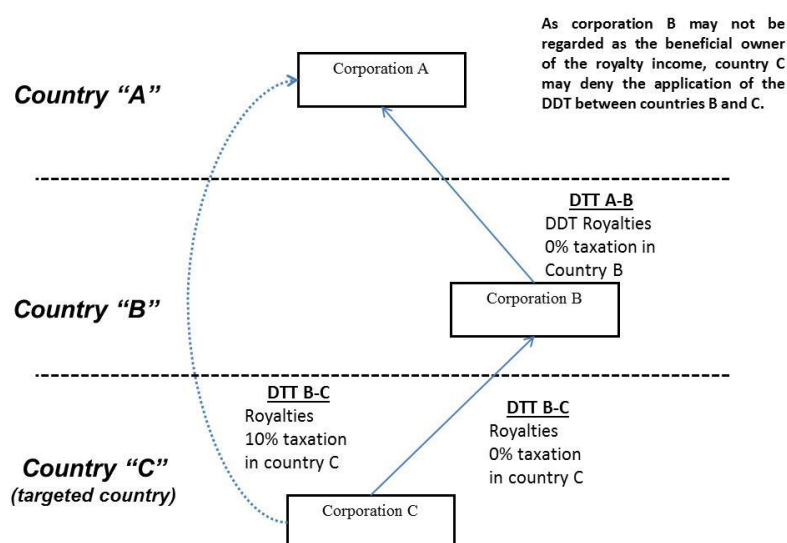 As corporation B may not be
regarded as the beneficial owner
of the royalty income, country C
may deny the application of the
DDT between countries B and C.
Corporation A
Country “A”
DTT A-B
DDT Royalties
0% taxation in
Country B
Corporation B
Country “B”
DTT B-C
Royalties
10% taxation
in country C
DTT B-C
Royalties
0% taxation
in country C
Country “C”
(targeted country)
Corporation C